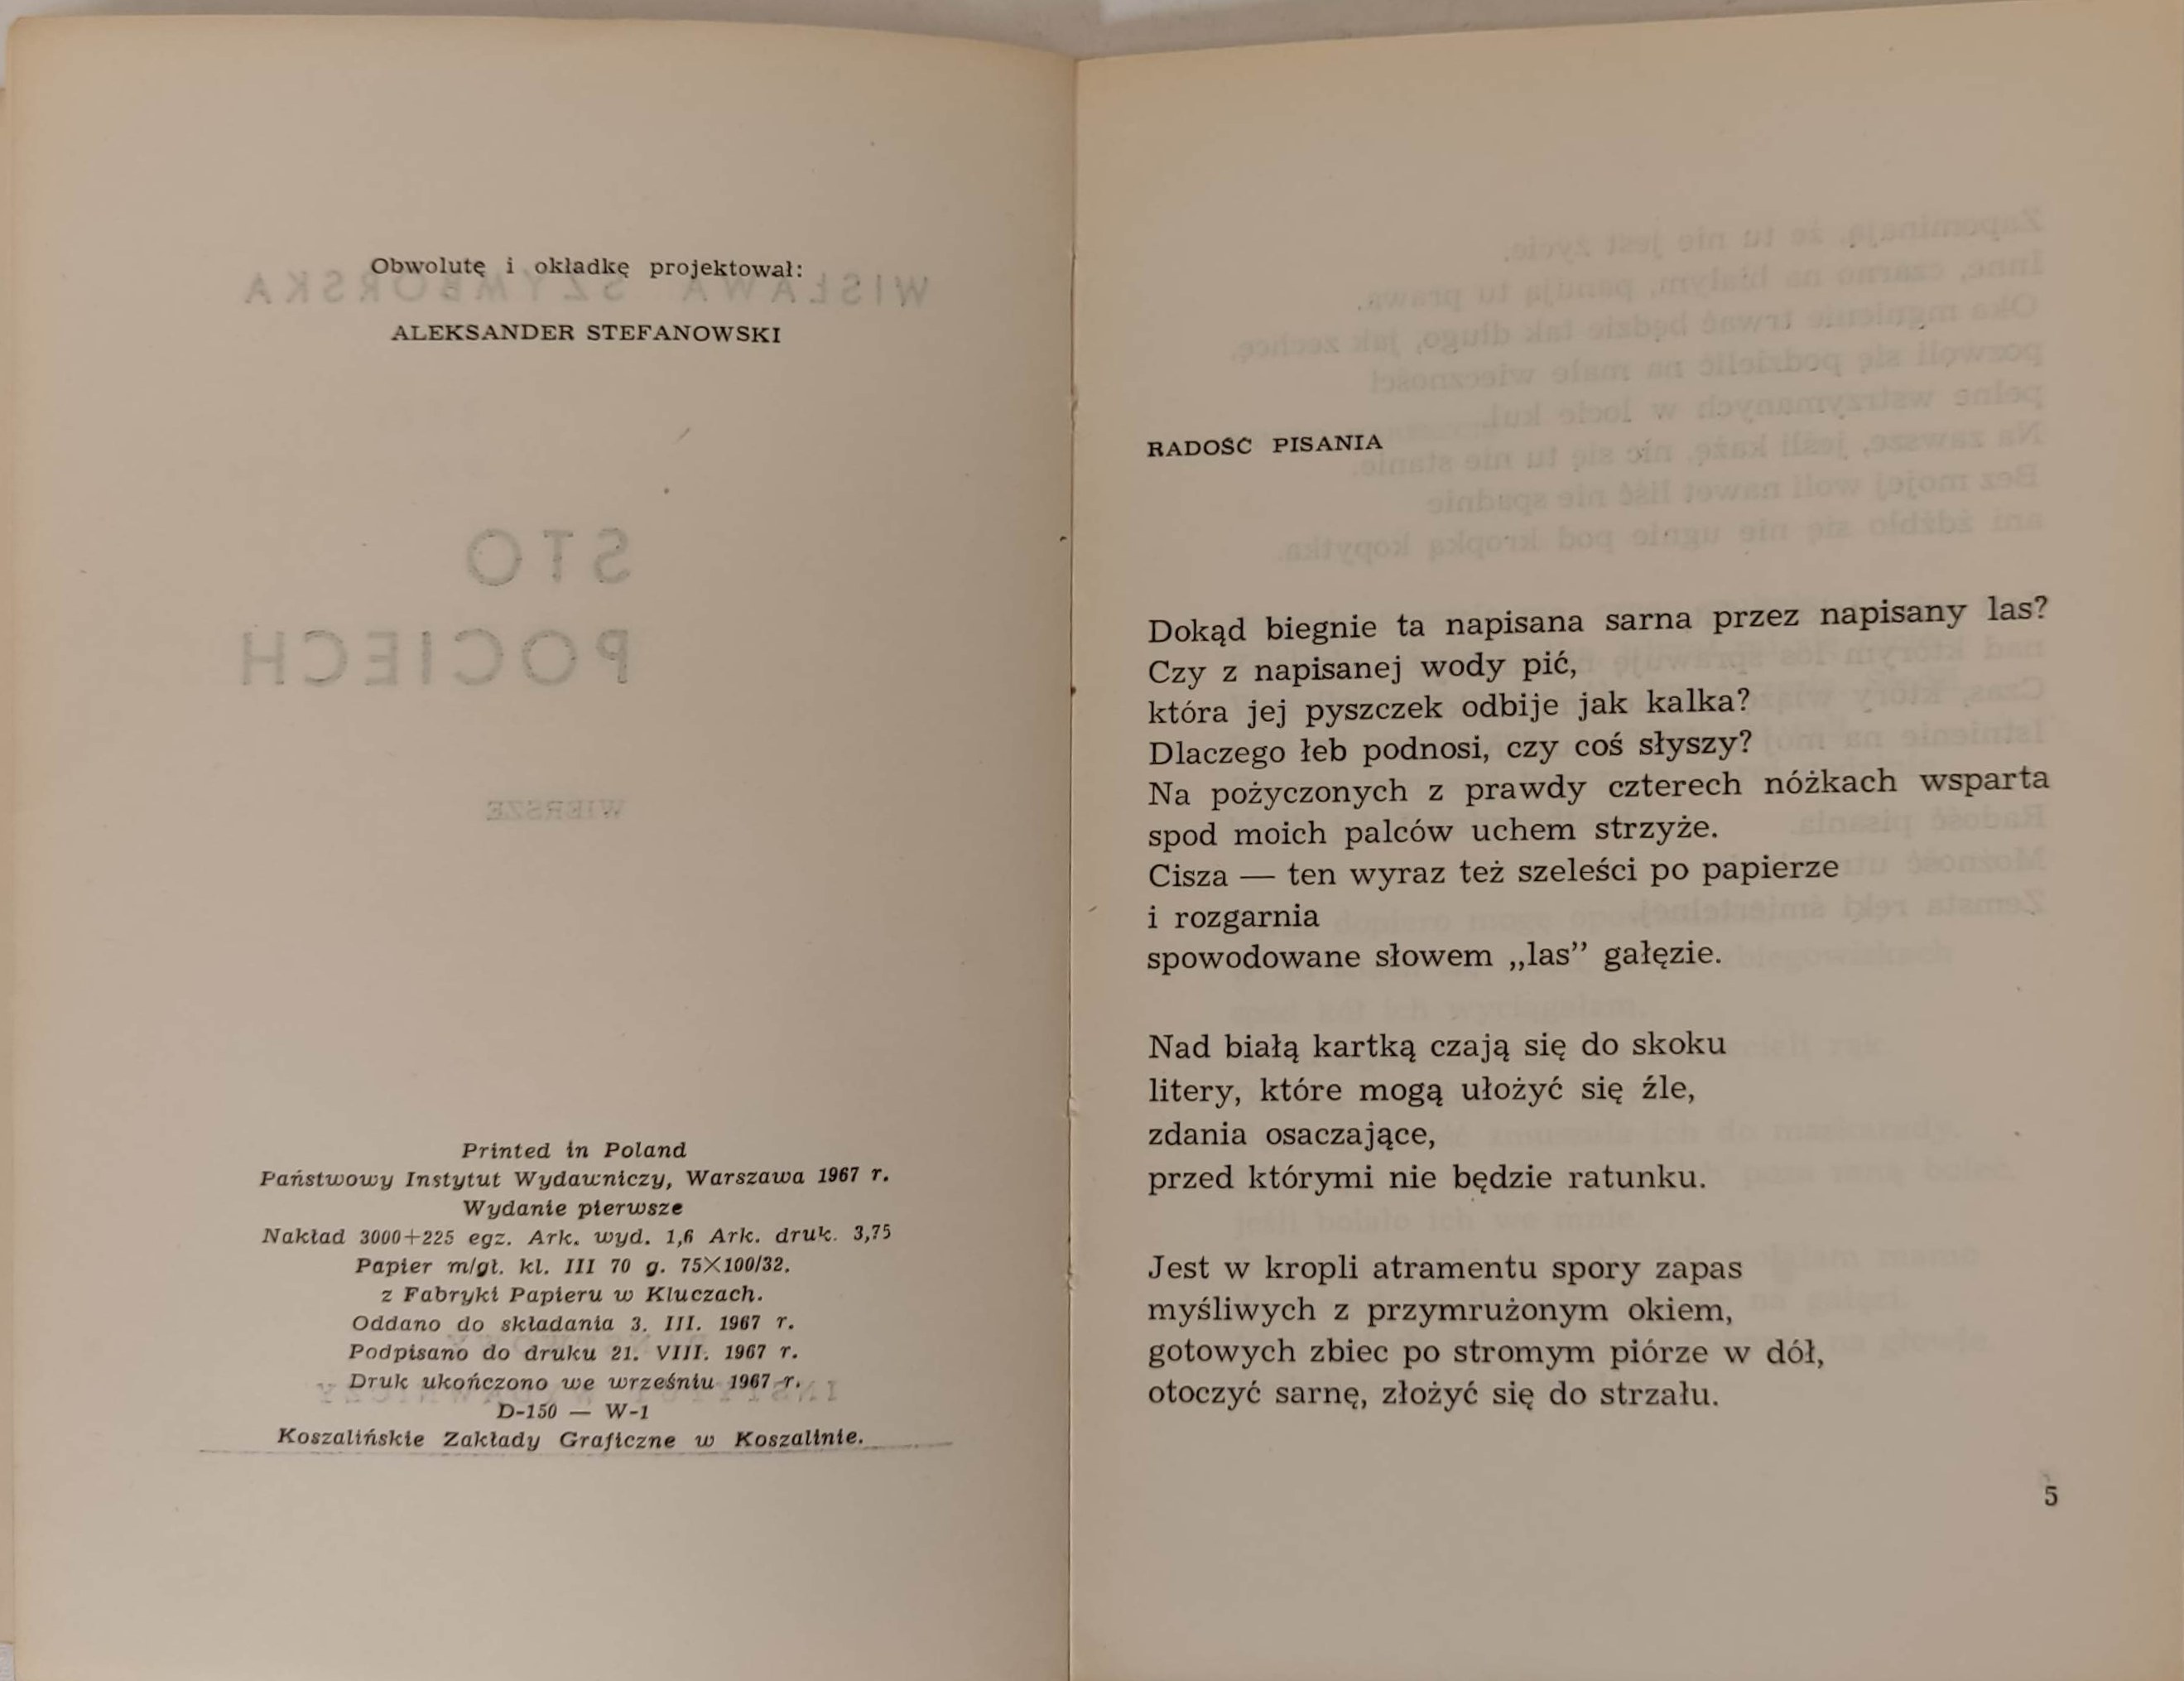 Obwolutę i okładkę projektował:
ALEKSANDER STEFANOWSKI
WISŁAWA SZYMBORSKA
STO
POCIECH
WIERSZE
Printed in Poland
Państwowy Instytut Wydawniczy, Warszawa 1967 r.
Wydanie pierwsze
Nakład 3000+225 egz. Ark. wyd. 1,6 Ark. druk. 3,75
Papier m/gł. kl. III 70 g. 75×100/32.
z Fabryki Papieru w Kluczach.
Oddano do składania 3. III. 1967 r.
Podpisano do druku 21. VIII. 1967 r.
Druk ukończono we wrześniu 1967 r.
D-150 — W-1
Koszalińskie Zakłady Graficzne w Koszalinie.
RADOŚĆ PISANIA
Dokąd biegnie ta napisana sarna przez napisany las?
Czy z napisanej wody pić,
która jej pyszczek odbije jak kalka?
Dlaczego łeb podnosi, czy coś słyszy?
Na pożyczonych z prawdy czterech nóżkach wsparta
spod moich palców uchem strzyże.
Cisza — ten wyraz też szeleści po papierze
i rozgarnia
spowodowane słowem „las” gałęzie.
Nad białą kartką czają się do skoku
litery, które mogą ułożyć się źle,
zdania osaczające,
przed którymi nie będzie ratunku.
Jest w kropli atramentu spory zapas
myśliwych z przymrużonym okiem,
gotowych zbiec po stromym piórze w dół,
otoczyć sarnę, złożyć się do strzału.
5